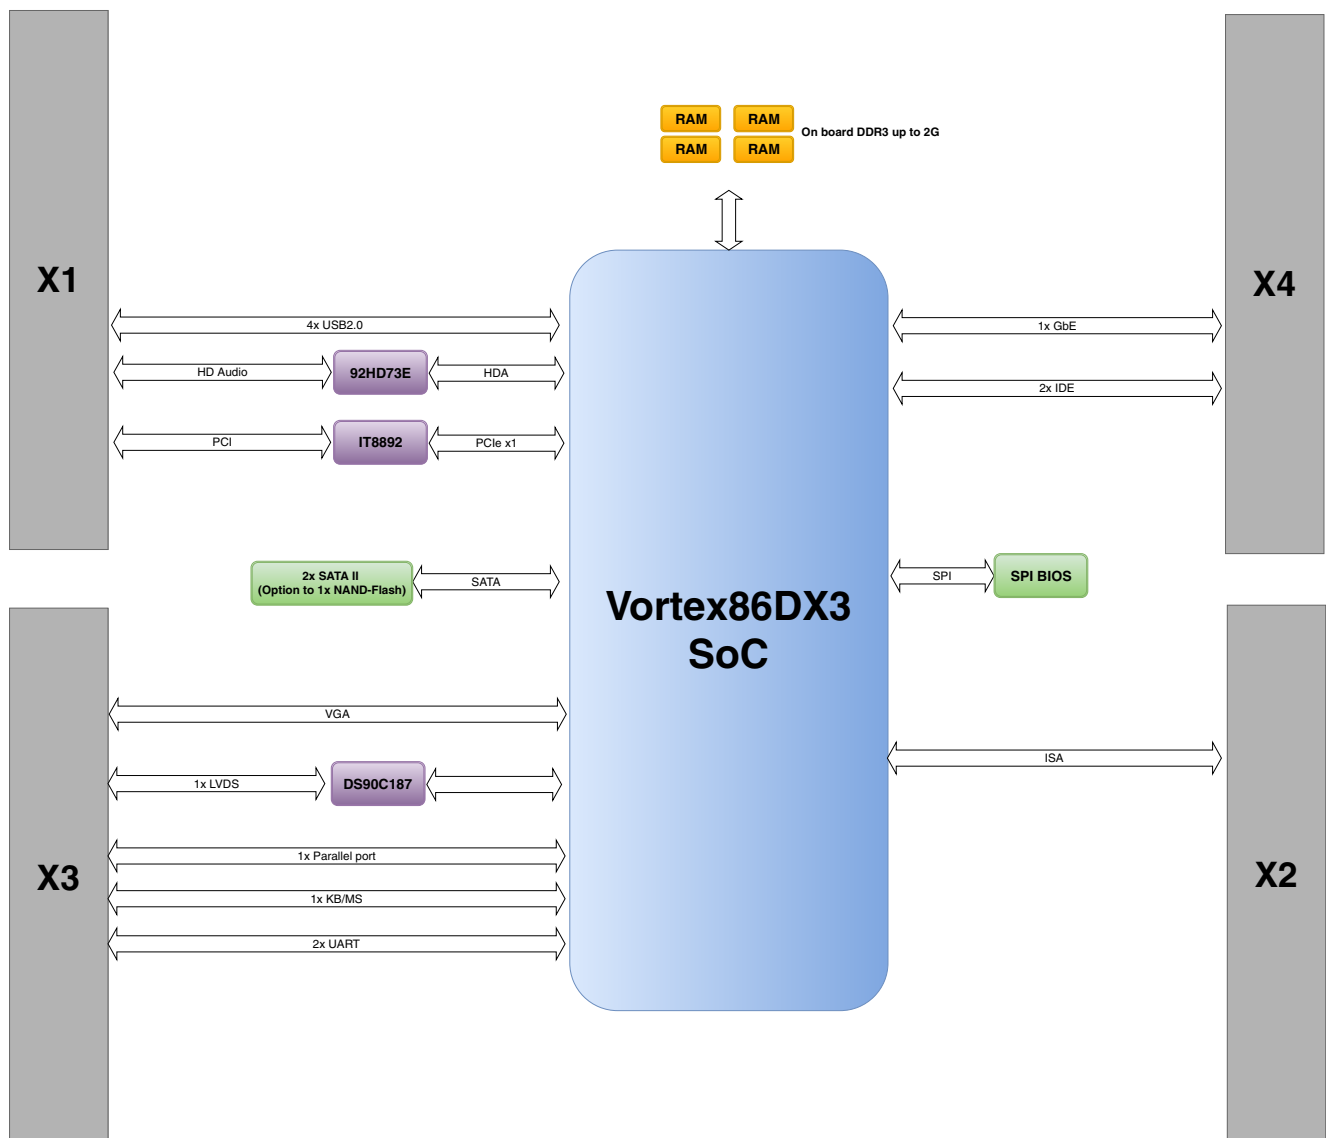 RAM
RAM
RAM
RAM
On board DDR3 up to 2G
X1
X4
4x USB2.0
1x GbE
HD Audio
92HD73E
HDA
2x IDE
PCI
IT8892
PCIe x1
2x SATA II
(Option to 1x NAND-Flash)
SATA
SPI
SPI BIOS
Vortex86DX3
SoC
VGA
ISA
1x LVDS
DS90C187
1x Parallel port
X3
X2
1x KB/MS
2x UART